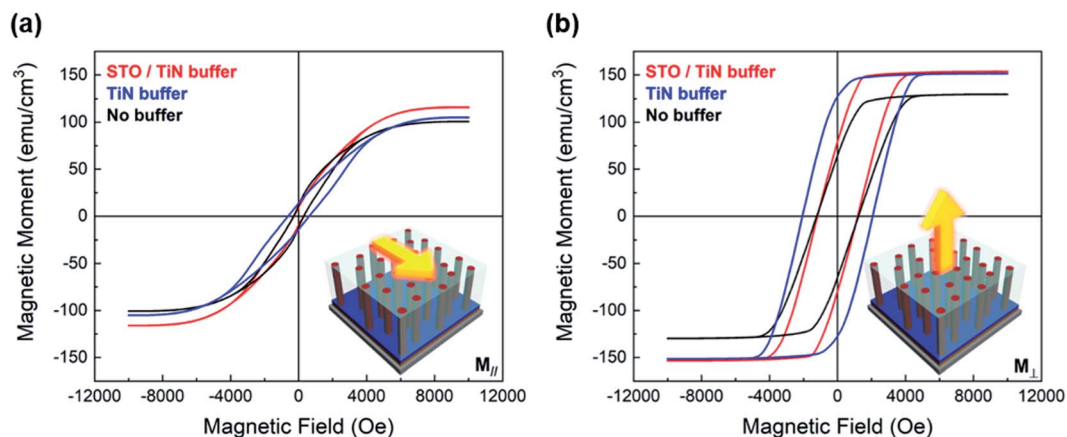 (a)
STO / TiN buffer
TiN buffer
No buffer
Magnetic Moment (emu/cm³)
150
100
50
0
-50
-100
-150
-12000 -8000 -4000 0 4000 8000 12000
Magnetic Field (Oe)
M//
(b)
STO / TiN buffer
TiN buffer
No buffer
Magnetic Moment (emu/cm³)
150
100
50
0
-50
-100
-150
-12000 -8000 -4000 0 4000 8000 12000
Magnetic Field (Oe)
M⊥